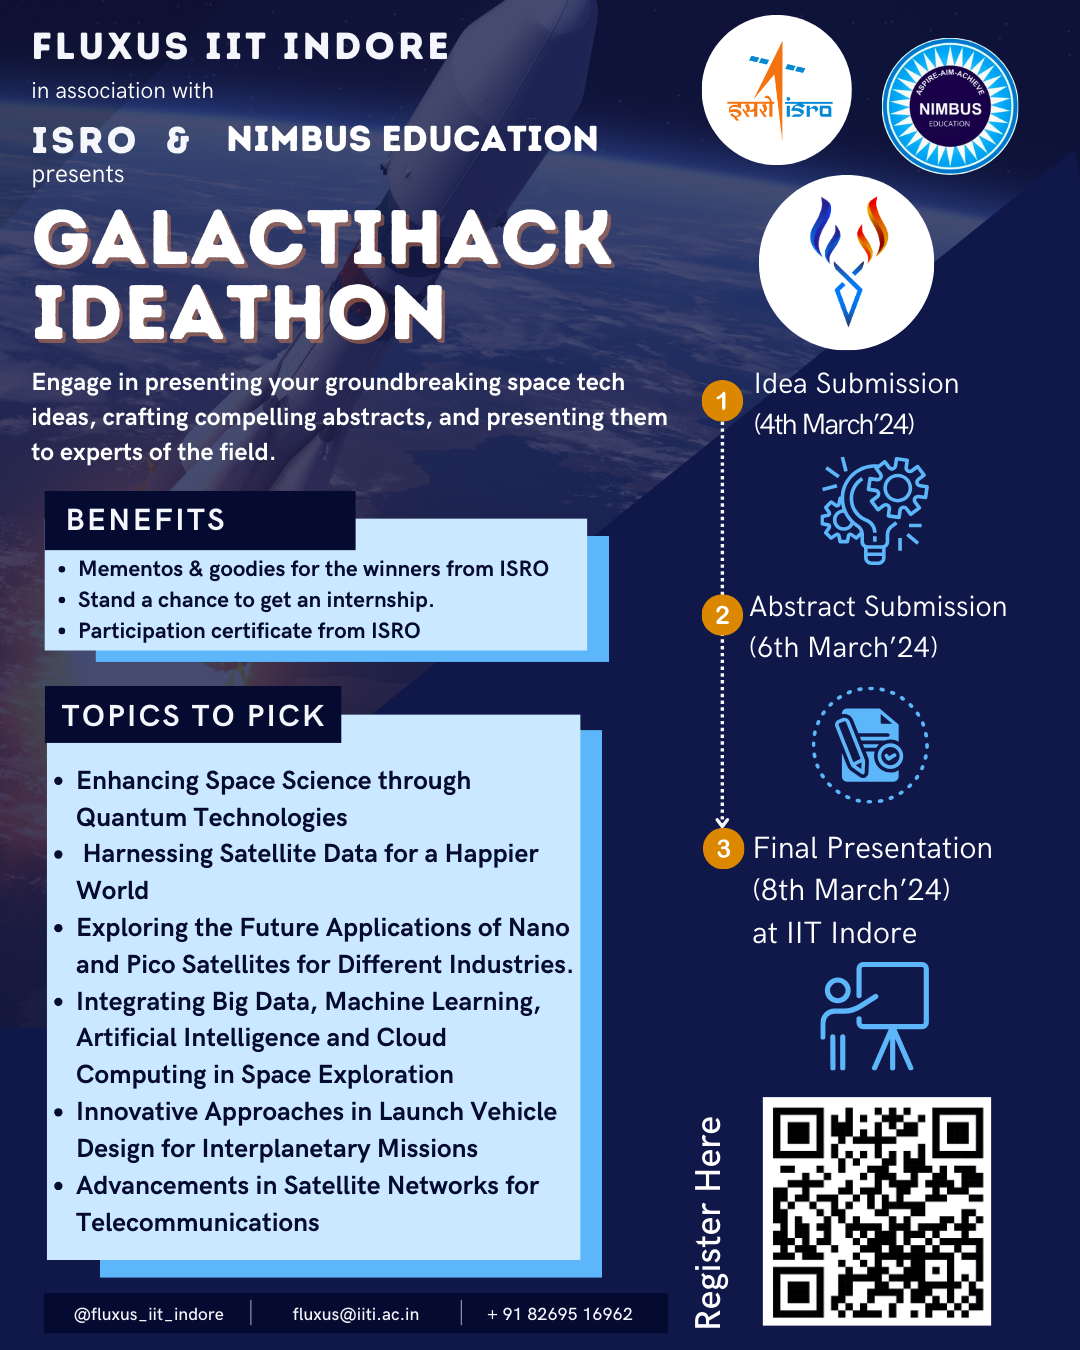 FLUXUS IIT INDORE
in association with
ISRO & NIMBUS EDUCATION
presents
GALACTIHACK
IDEATHON
Engage in presenting your groundbreaking space tech
ideas, crafting compelling abstracts, and presenting them
to experts of the field.
इसरो isro
ASPIRE-AIM-ACHIEVE
NIMBUS
EDUCATION
BENEFITS
• Mementos & goodies for the winners from ISRO
• Stand a chance to get an internship.
• Participation certificate from ISRO
TOPICS TO PICK
• Enhancing Space Science through
Quantum Technologies
• Harnessing Satellite Data for a Happier
World
• Exploring the Future Applications of Nano
and Pico Satellites for Different Industries.
• Integrating Big Data, Machine Learning,
Artificial Intelligence and Cloud
Computing in Space Exploration
• Innovative Approaches in Launch Vehicle
Design for Interplanetary Missions
• Advancements in Satellite Networks for
Telecommunications
1 Idea Submission
(4th March’24)
2 Abstract Submission
(6th March’24)
3 Final Presentation
(8th March’24)
at IIT Indore
Register Here
@fluxus_iit_indore
fluxus@iiti.ac.in
+ 91 82695 16962